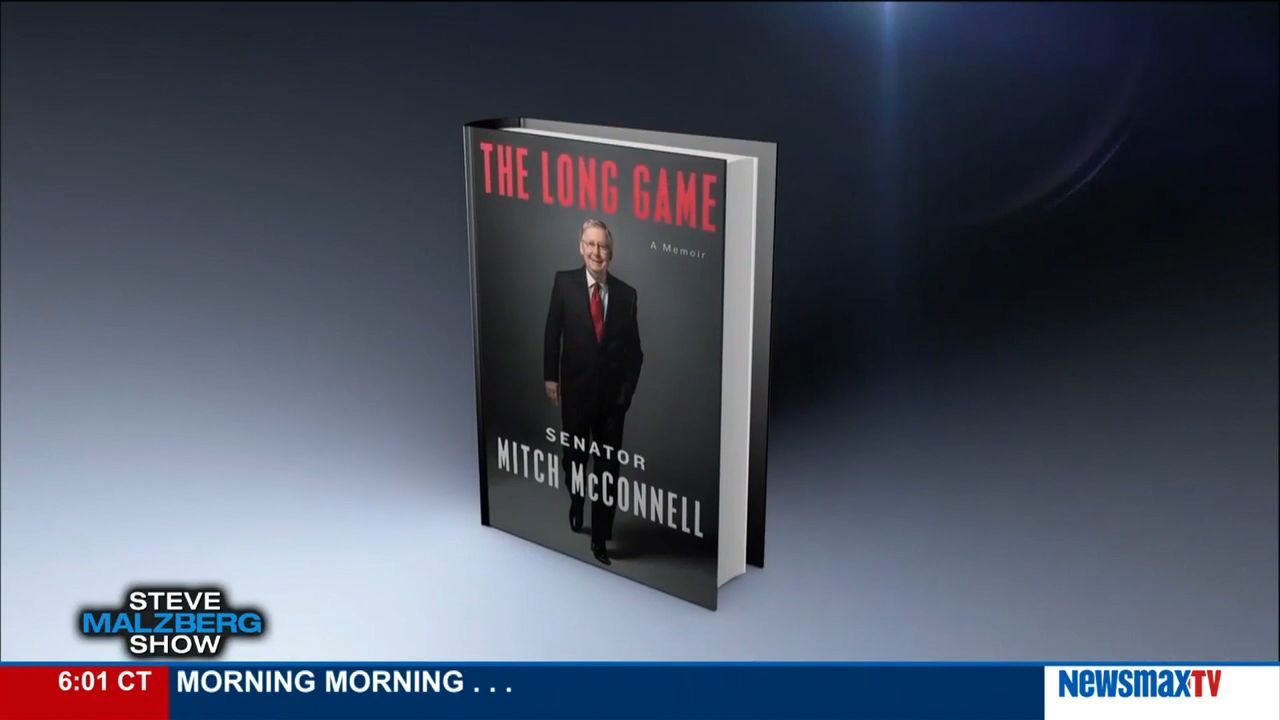 THE LONG GAME
A Memoir
SENATOR
MITCH McCONNELL
STEVE
MALZBERG
SHOW
6:01 CT
MORNING MORNING . . .
NEWSMAXTV